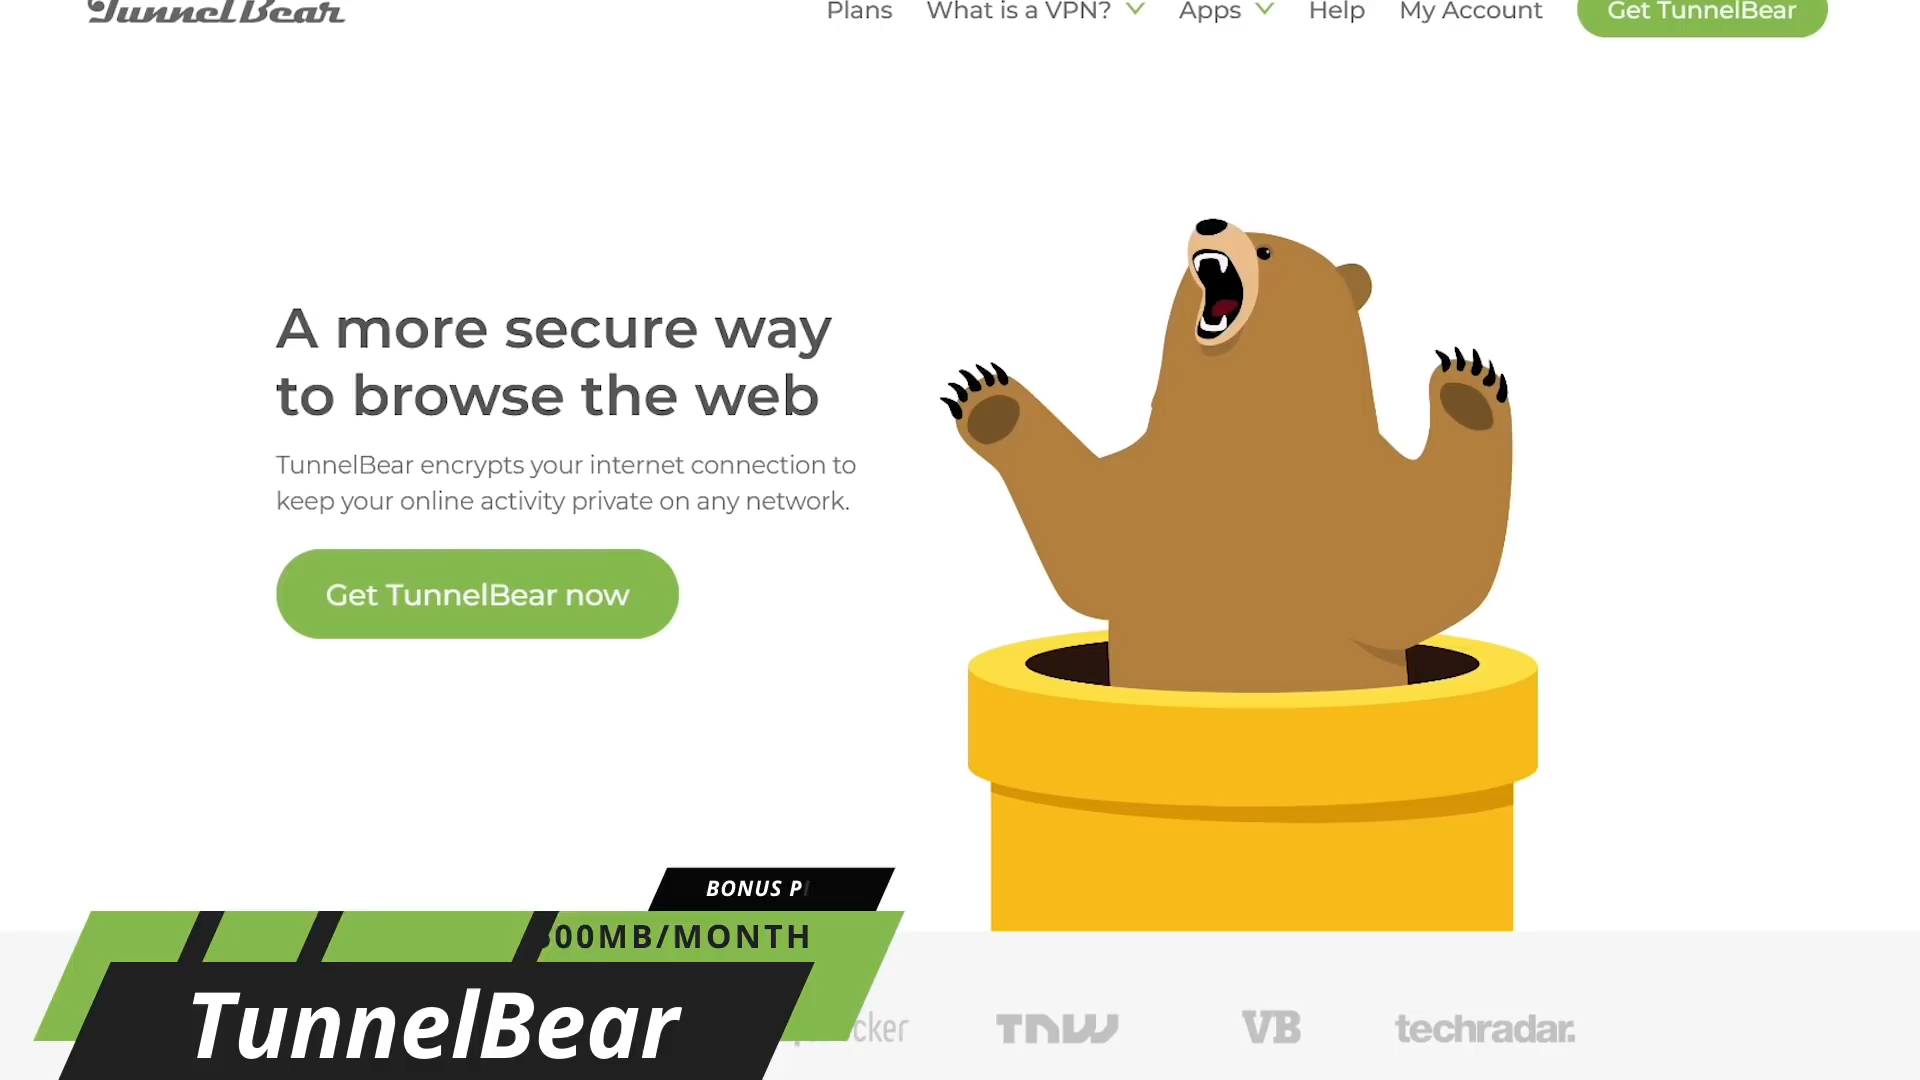 TunnelBear
Plans What is a VPN? Apps Help My Account Get TunnelBear
A more secure way
to browse the web
TunnelBear encrypts your internet connection to
keep your online activity private on any network.
Get TunnelBear now
BONUS
00MB/MONTH
TunnelBear
TNW VB techradar.